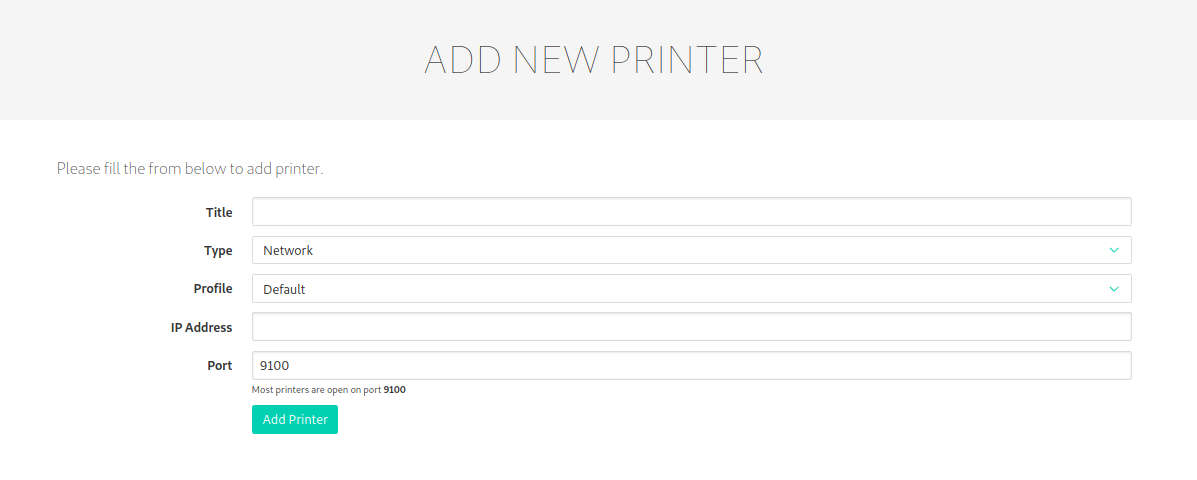 ADD NEW PRINTER
Please fill the from below to add printer.
Title
Type Network
Profile Default
IP Address
Port 9100
Most printers are open on port 9100
Add Printer